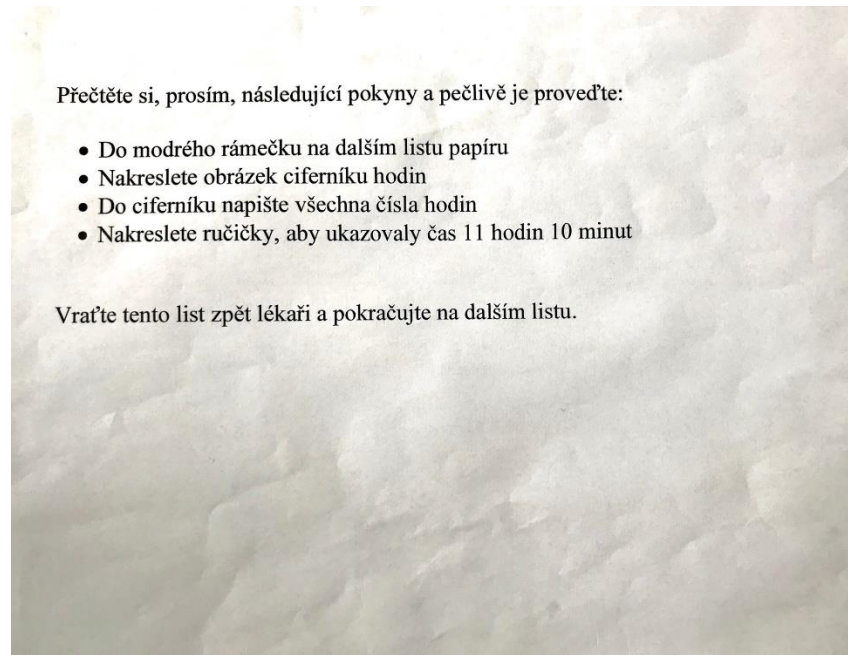 Přečtěte si, prosím, následující pokyny a pečlivě je proveďte:
• Do modrého rámečku na dalším listu papíru
• Nakreslete obrázek ciferníku hodin
• Do ciferníku napište všechna čísla hodin
• Nakreslete ručičky, aby ukazovaly čas 11 hodin 10 minut
Vraťte tento list zpět lékaři a pokračujte na dalším listu.